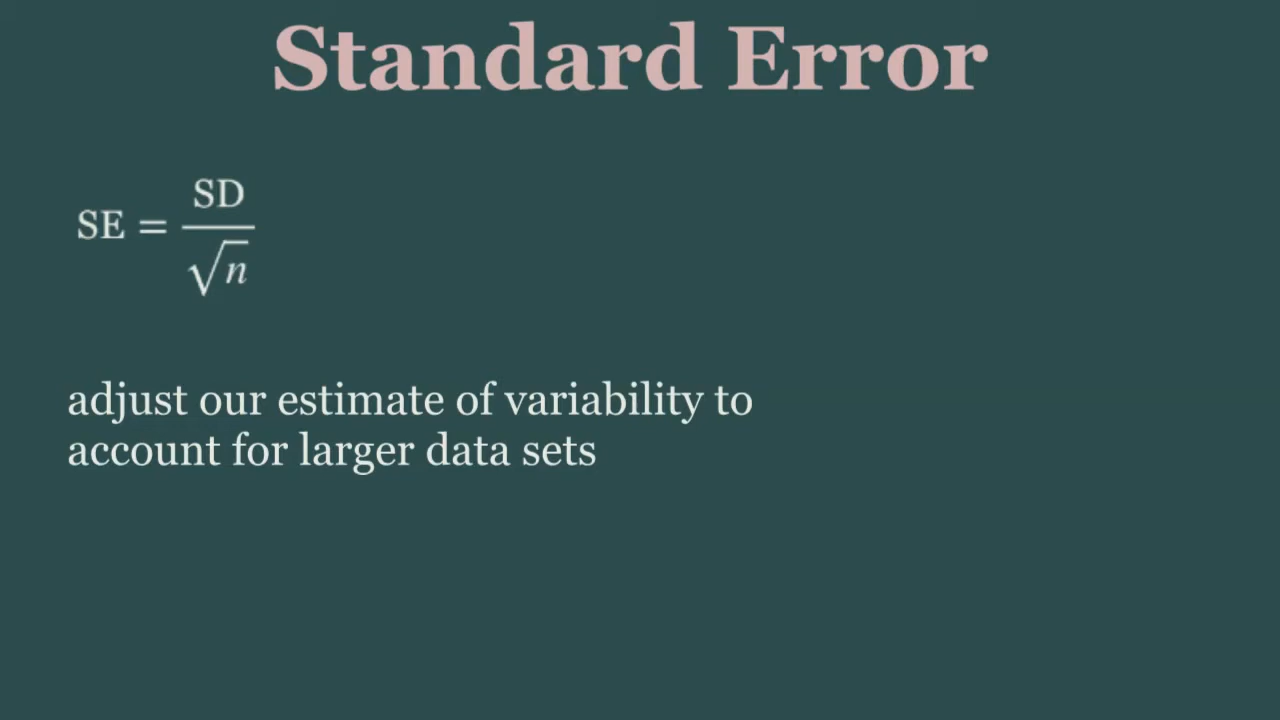 Standard Error
SE = SD / √n
adjust our estimate of variability to
account for larger data sets